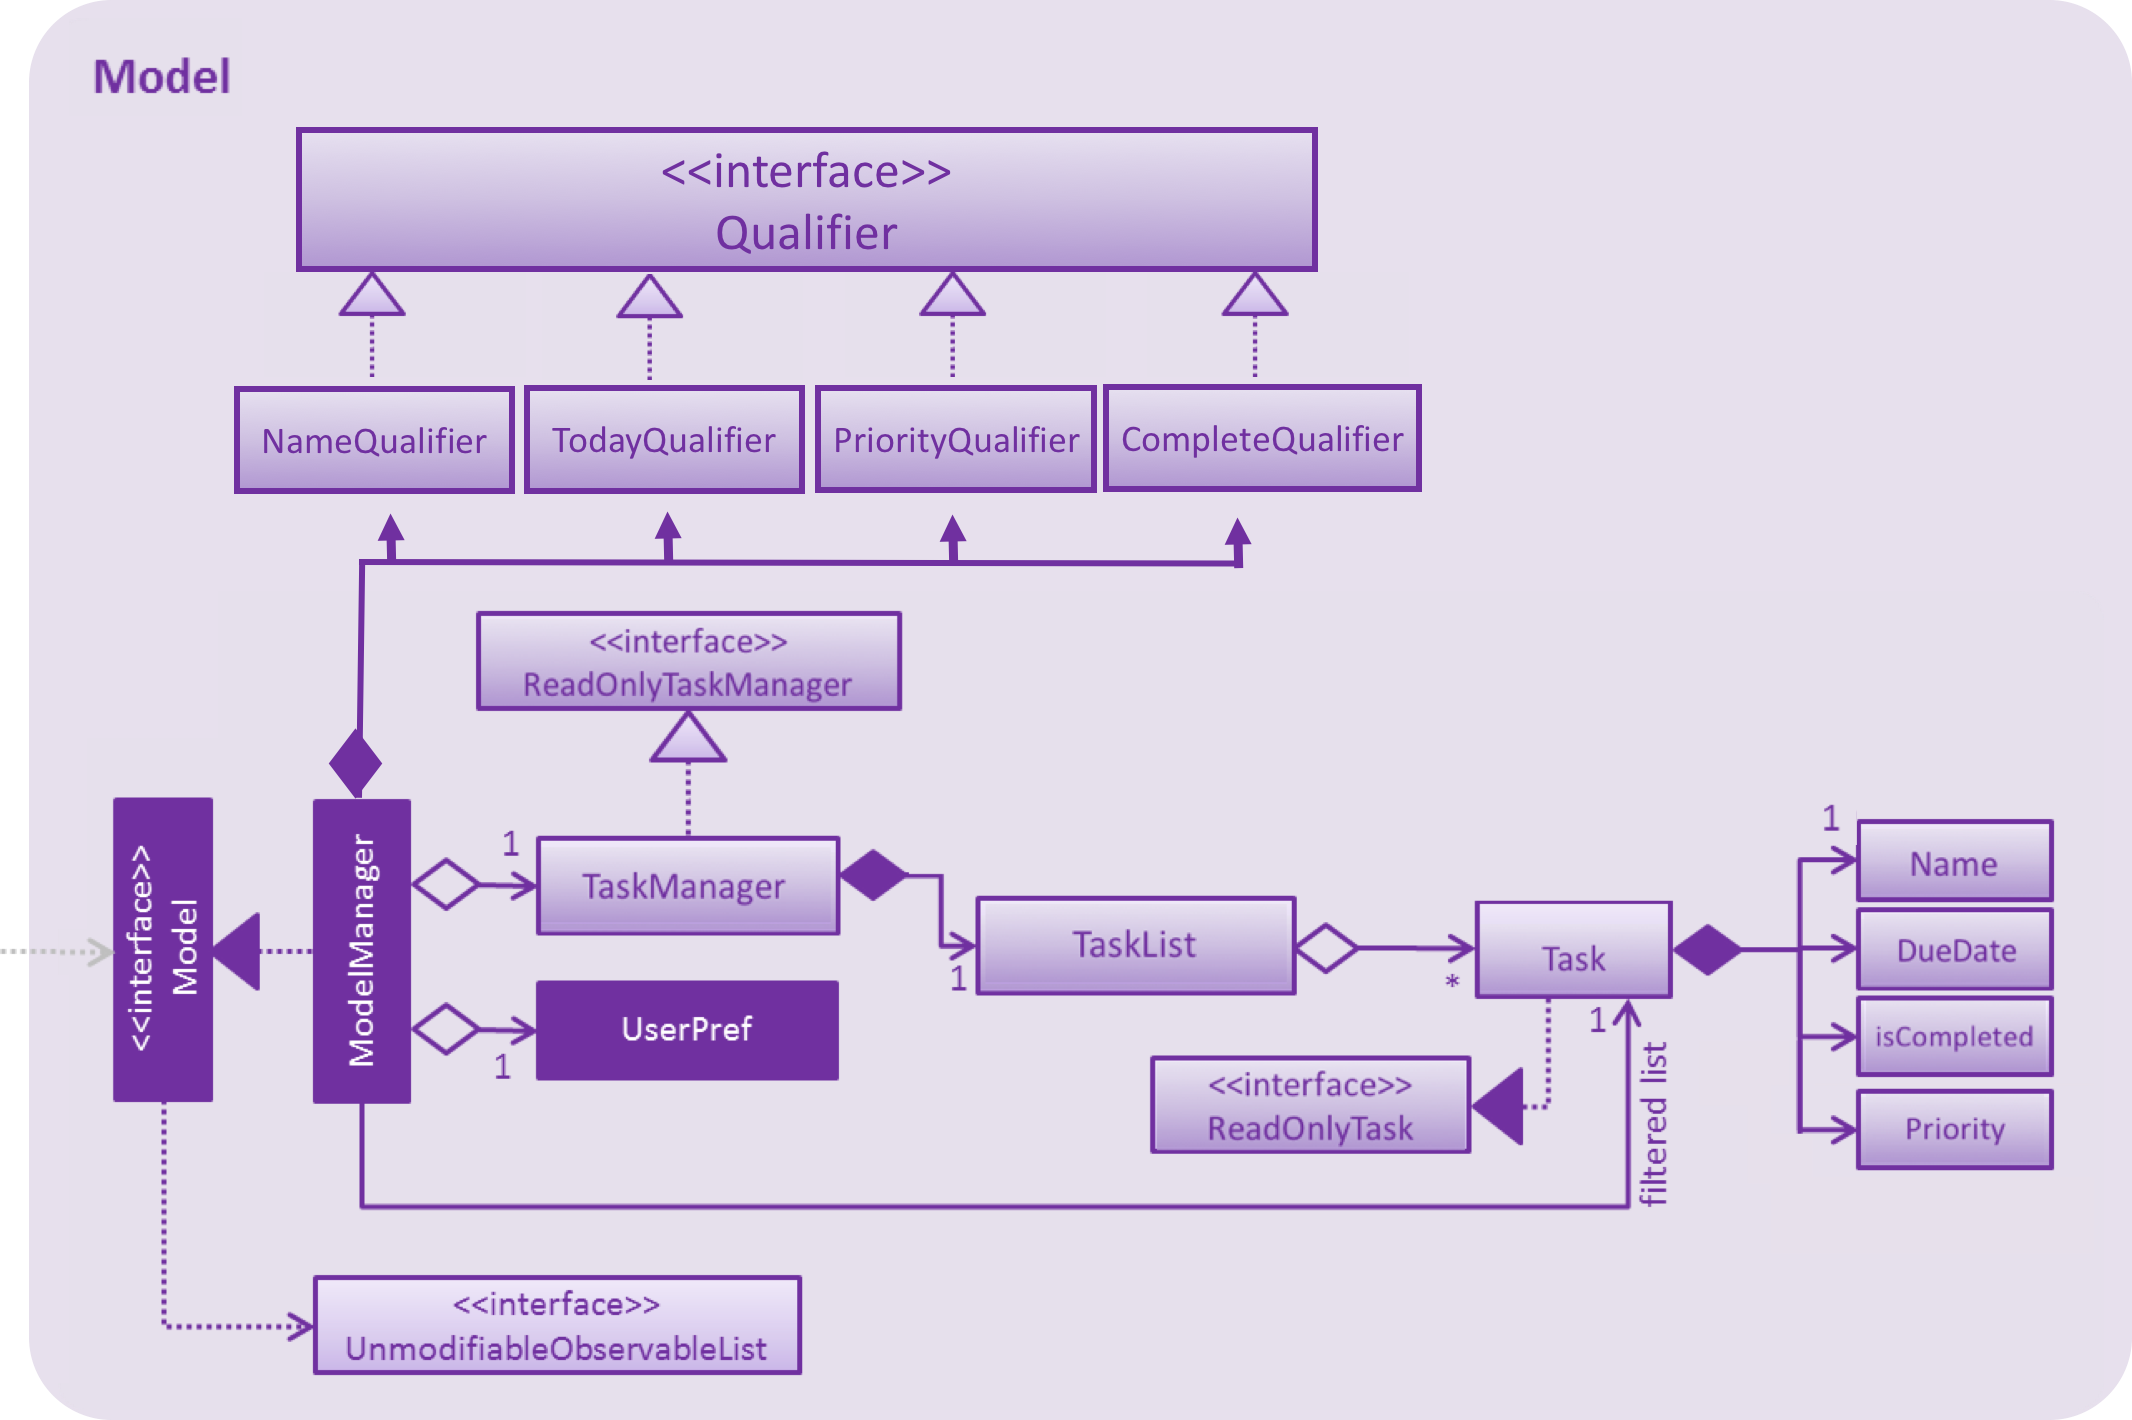 Model
<<interface>>
Qualifier
NameQualifier
TodayQualifier
PriorityQualifier
CompleteQualifier
<<interface>>
ReadOnlyTaskManager
<<interface>>
Model
ModelManager
1
TaskManager
1
UserPref
1
TaskList
*
Task
1
filtered list
<<interface>>
ReadOnlyTask
1
Name
DueDate
isCompleted
Priority
<<interface>>
UnmodifiableObservableList